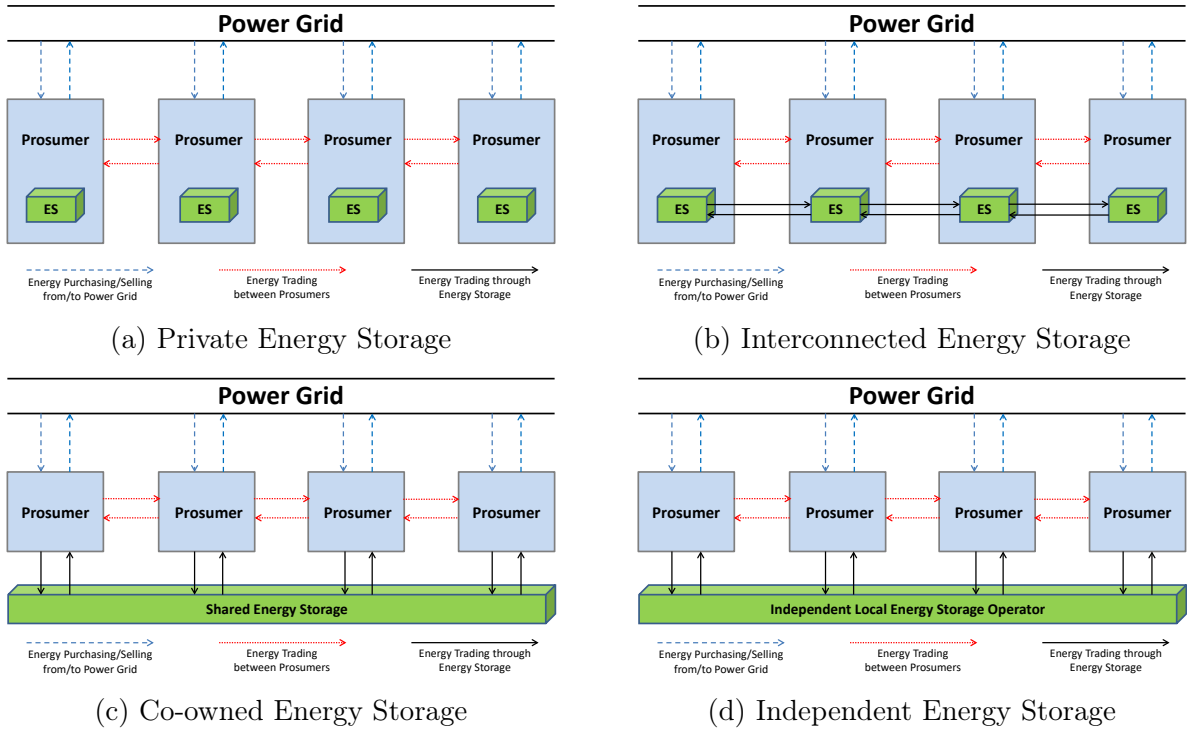 Power Grid
Prosumer Prosumer Prosumer Prosumer
ES ES ES ES
Energy Purchasing/Selling
from/to Power Grid
Energy Trading
between Prosumers
Energy Trading through
Energy Storage
(a) Private Energy Storage
Power Grid
Prosumer Prosumer Prosumer Prosumer
ES ES ES ES
Energy Purchasing/Selling
from/to Power Grid
Energy Trading
between Prosumers
Energy Trading through
Energy Storage
(b) Interconnected Energy Storage
Power Grid
Prosumer Prosumer Prosumer Prosumer
Shared Energy Storage
Energy Purchasing/Selling
from/to Power Grid
Energy Trading
between Prosumers
Energy Trading through
Energy Storage
(c) Co-owned Energy Storage
Power Grid
Prosumer Prosumer Prosumer Prosumer
Independent Local Energy Storage Operator
Energy Purchasing/Selling
from/to Power Grid
Energy Trading
between Prosumers
Energy Trading through
Energy Storage
(d) Independent Energy Storage